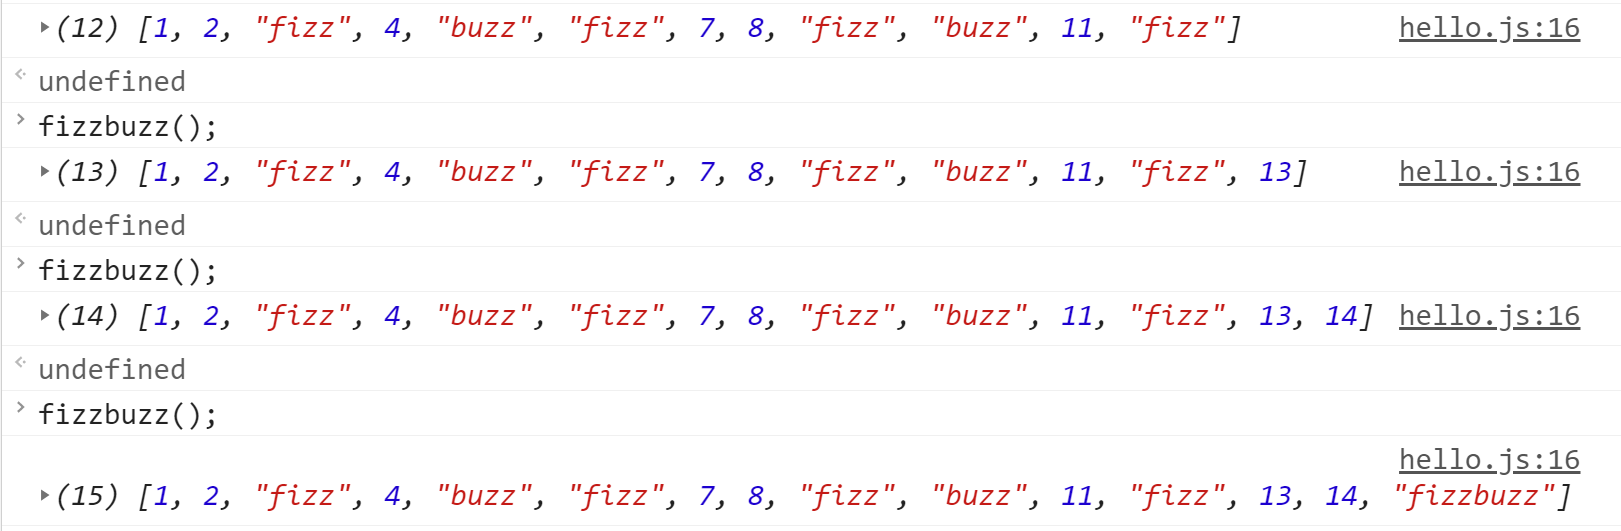 (12) [1, 2, "fizz", 4, "buzz", "fizz", 7, 8, "fizz", "buzz", 11, "fizz"] hello.js:16
undefined
fizzbuzz();
(13) [1, 2, "fizz", 4, "buzz", "fizz", 7, 8, "fizz", "buzz", 11, "fizz", 13] hello.js:16
undefined
fizzbuzz();
(14) [1, 2, "fizz", 4, "buzz", "fizz", 7, 8, "fizz", "buzz", 11, "fizz", 13, 14] hello.js:16
undefined
fizzbuzz();
hello.js:16
(15) [1, 2, "fizz", 4, "buzz", "fizz", 7, 8, "fizz", "buzz", 11, "fizz", 13, 14, "fizzbuzz"]